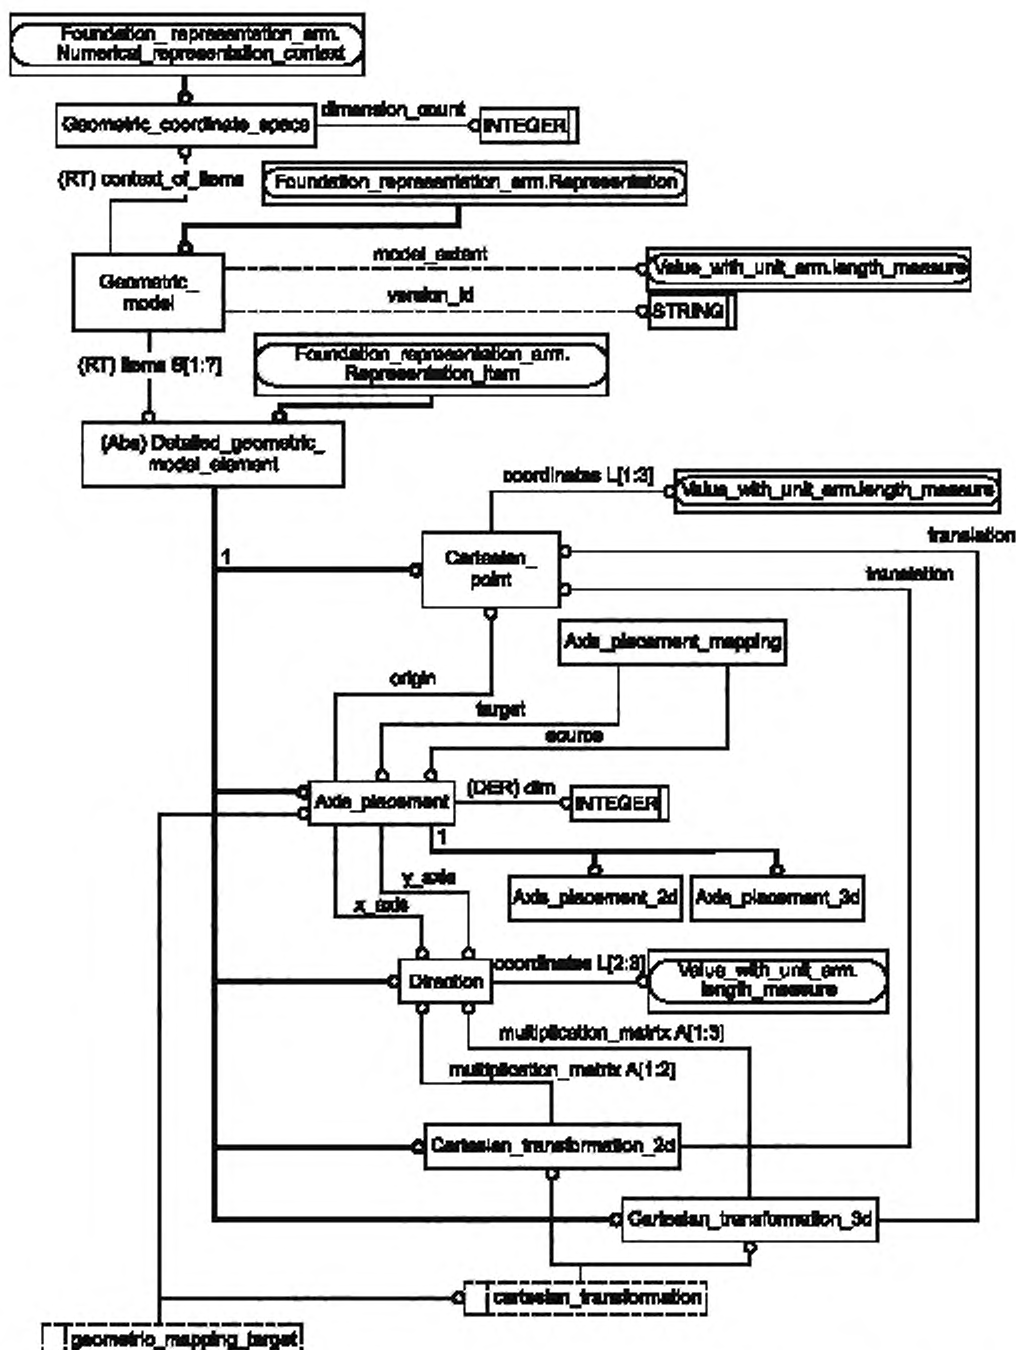 Foundation_representation_arm.
Numerical_representation_context
dimension_count
Geometric_coordinate_space
INTEGER
(RT) context_of_items
Foundation_representation_arm.Representation
model_extent
Value_with_unit_arm.length_measure
Geometric_
model
version_id
STRING
(RT) items S[1:?]
Foundation_representation_arm.
Representation_item
(Abs) Detailed_geometric_
model_element
coordinates L[1:3]
Value_with_unit_arm.length_measure
translation
1
Cartesian_
point
translation
Axis_placement_mapping
origin
target
source
(DER) dim
Axis_placement
INTEGER
1
y_axis
x_axis
Axis_placement_2d
Axis_placement_3d
coordinates L[2:3]
Value_with_unit_arm.
length_measure
Direction
multiplication_matrix A[1:3]
multiplication_matrix A[1:2]
Cartesian_transformation_2d
Cartesian_transformation_3d
cartesian_transformation
geometric_mapping_target